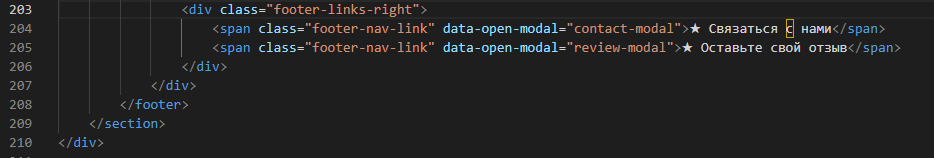 203 <div class="footer-links-right">
204 <span class="footer-nav-link" data-open-modal="contact-modal">★ Связаться с нами</span>
205 <span class="footer-nav-link" data-open-modal="review-modal">★ Оставьте свой отзыв</span>
206 </div>
207 </div>
208 </footer>
209 </section>
210 </div>